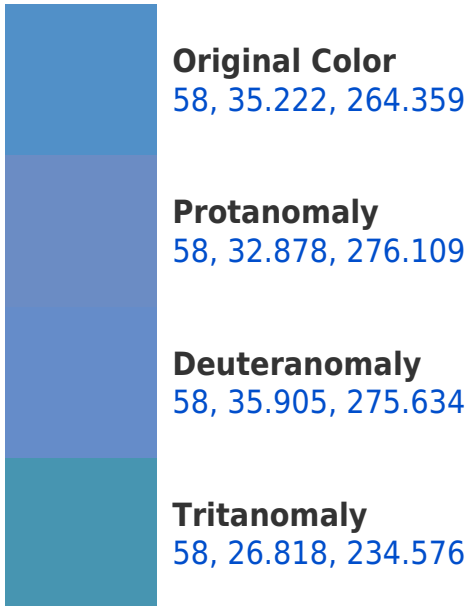 Original Color
58, 35.222, 264.359
Protanomaly
58, 32.878, 276.109
Deuteranomaly
58, 35.905, 275.634
Tritanomaly
58, 26.818, 234.576